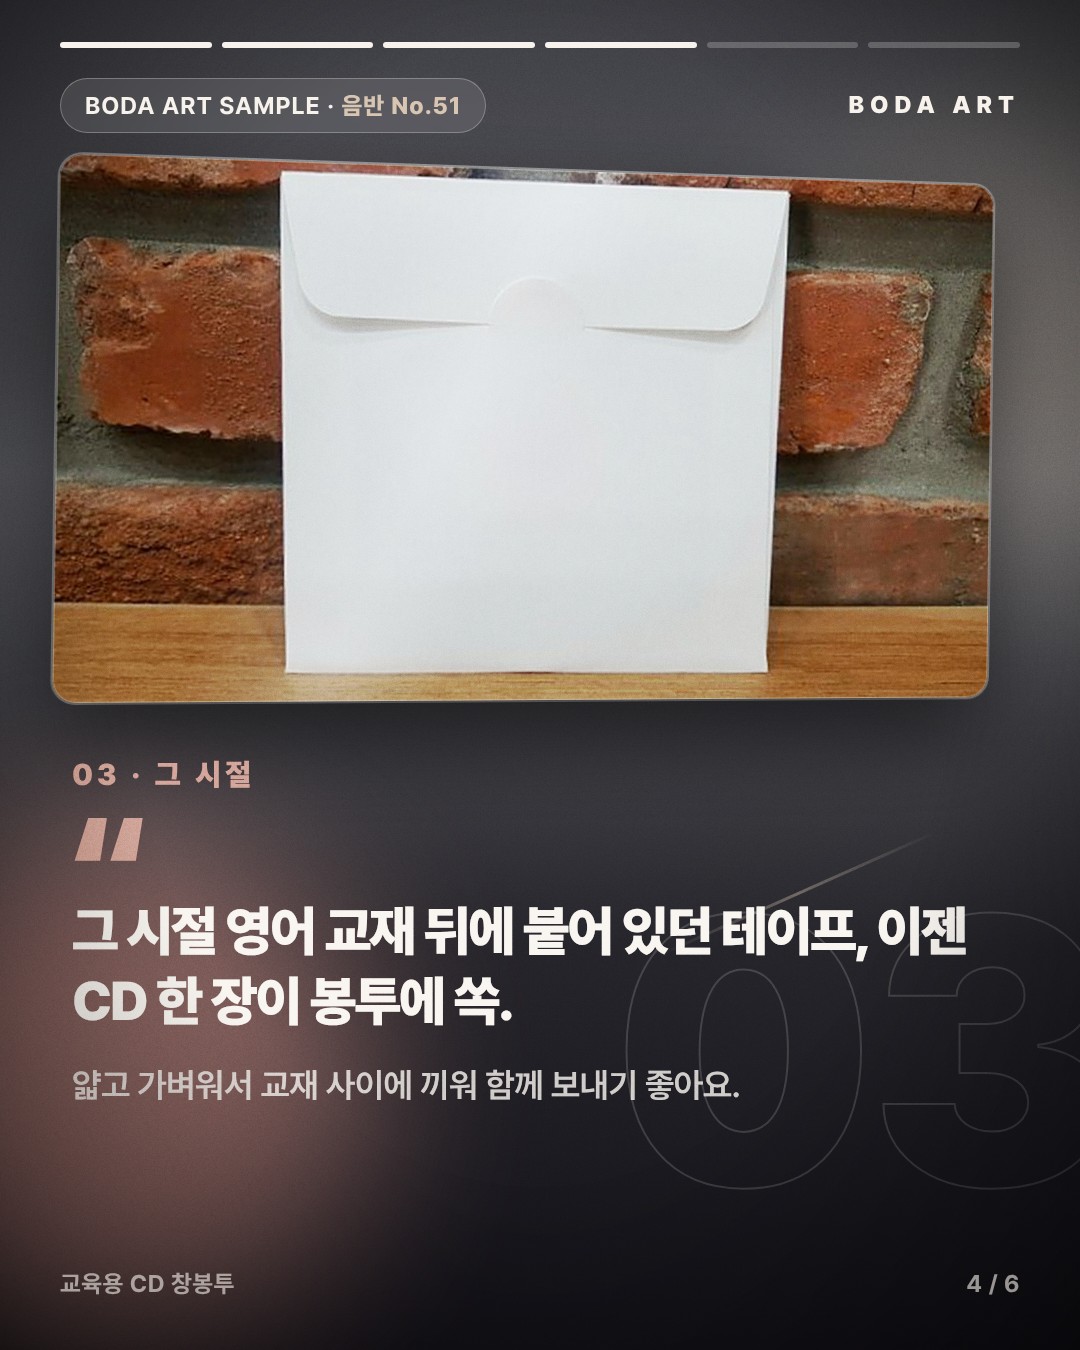 BODA ART SAMPLE · 음반 No.51
BODA ART
03 · 그 시절
"
그 시절 영어 교재 뒤에 붙어 있던 테이프, 이젠
CD 한 장이 봉투에 쏙.
얇고 가벼워서 교재 사이에 끼워 함께 보내기 좋아요.
03
교육용 CD 창봉투
4 / 6